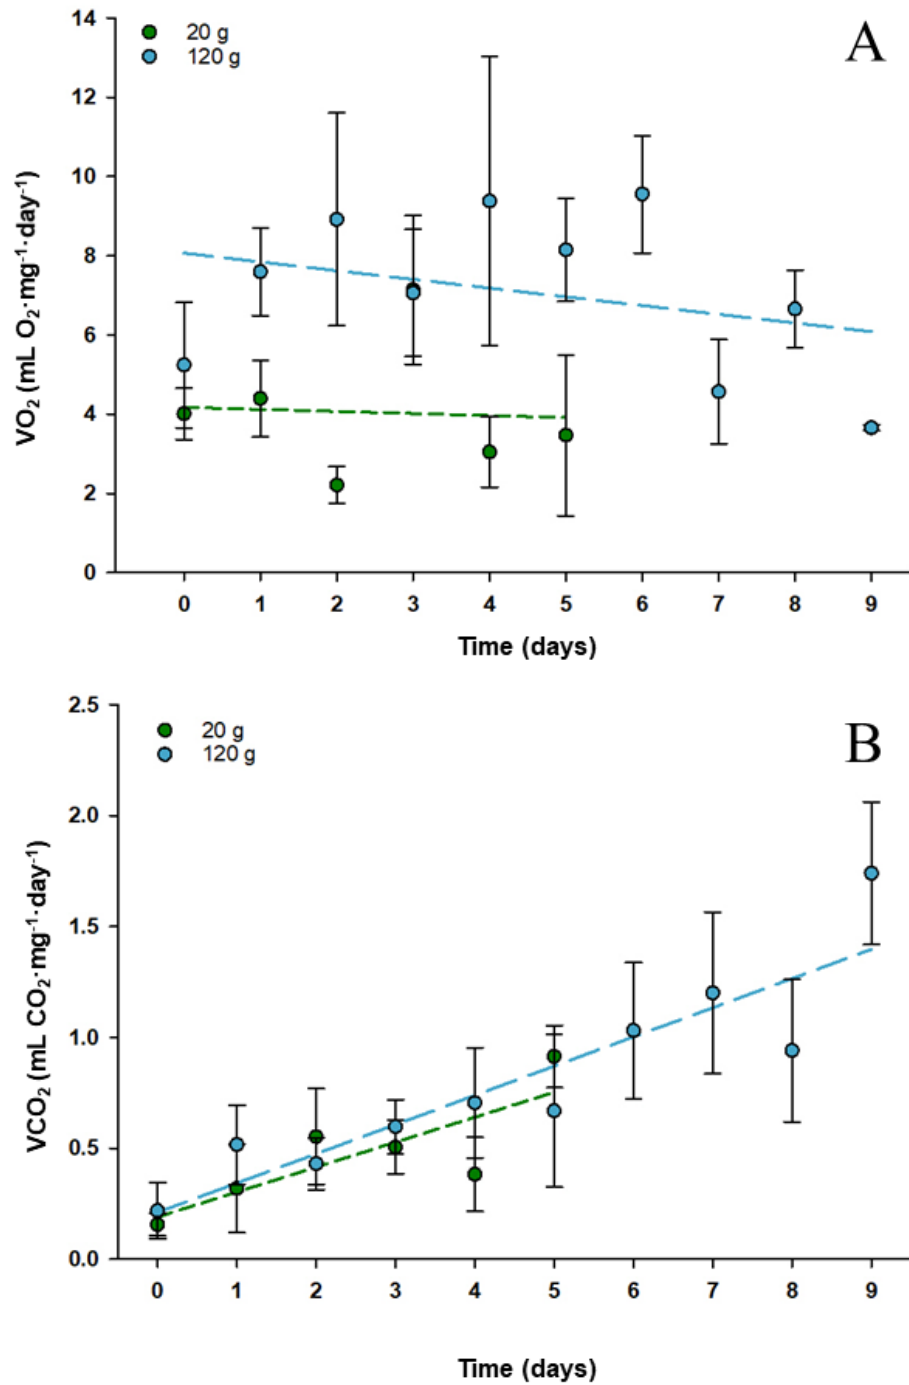 14
12
10
8
6
4
2
0
20 g
120 g
A
VO₂ (mL O₂·mg⁻¹·day⁻¹)
0 1 2 3 4 5 6 7 8 9
Time (days)
2.5
2.0
1.5
1.0
0.5
0.0
20 g
120 g
B
VCO₂ (mL CO₂·mg⁻¹·day⁻¹)
0 1 2 3 4 5 6 7 8 9
Time (days)